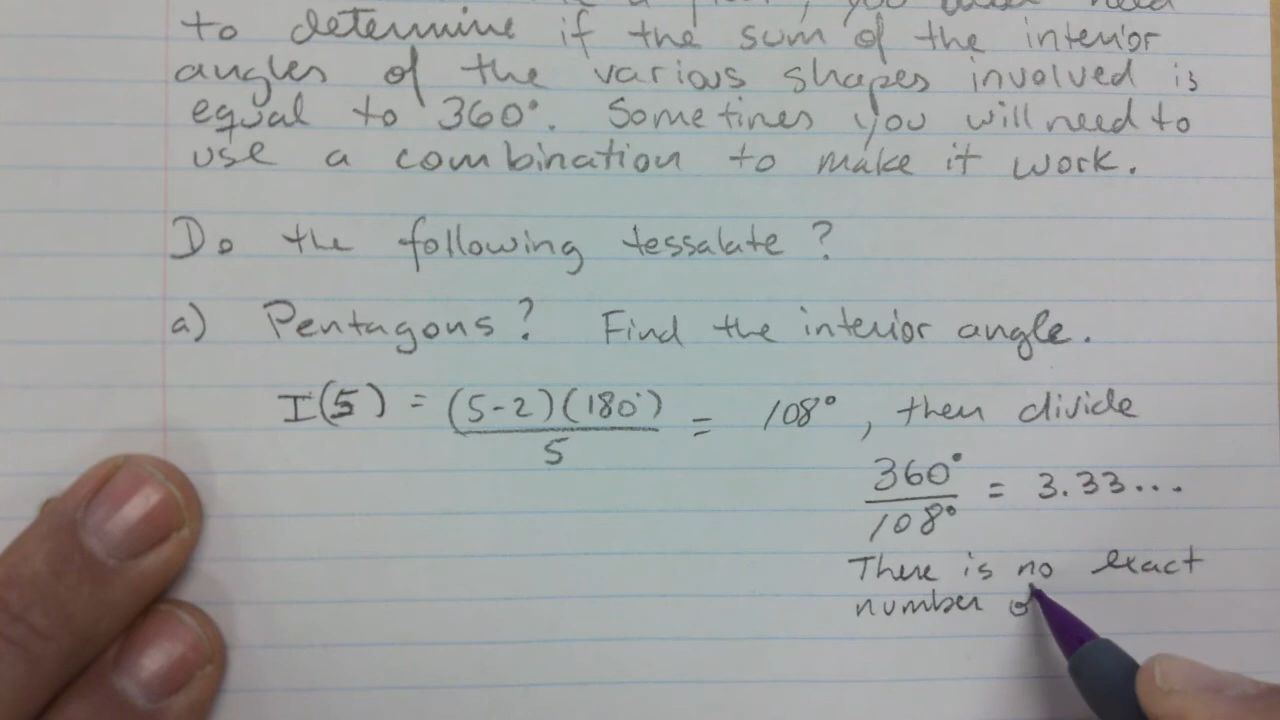 to determine if the sum of the interior
angles of the various shapes involved is
equal to 360°. Sometimes you will need to
use a combination to make it work.
Do the following tessalate?
a) Pentagons? Find the interior angle.
I(5) = (5-2)(180°)/5 = 108°, then divide
360°/108° = 3.33...
There is no exact
number